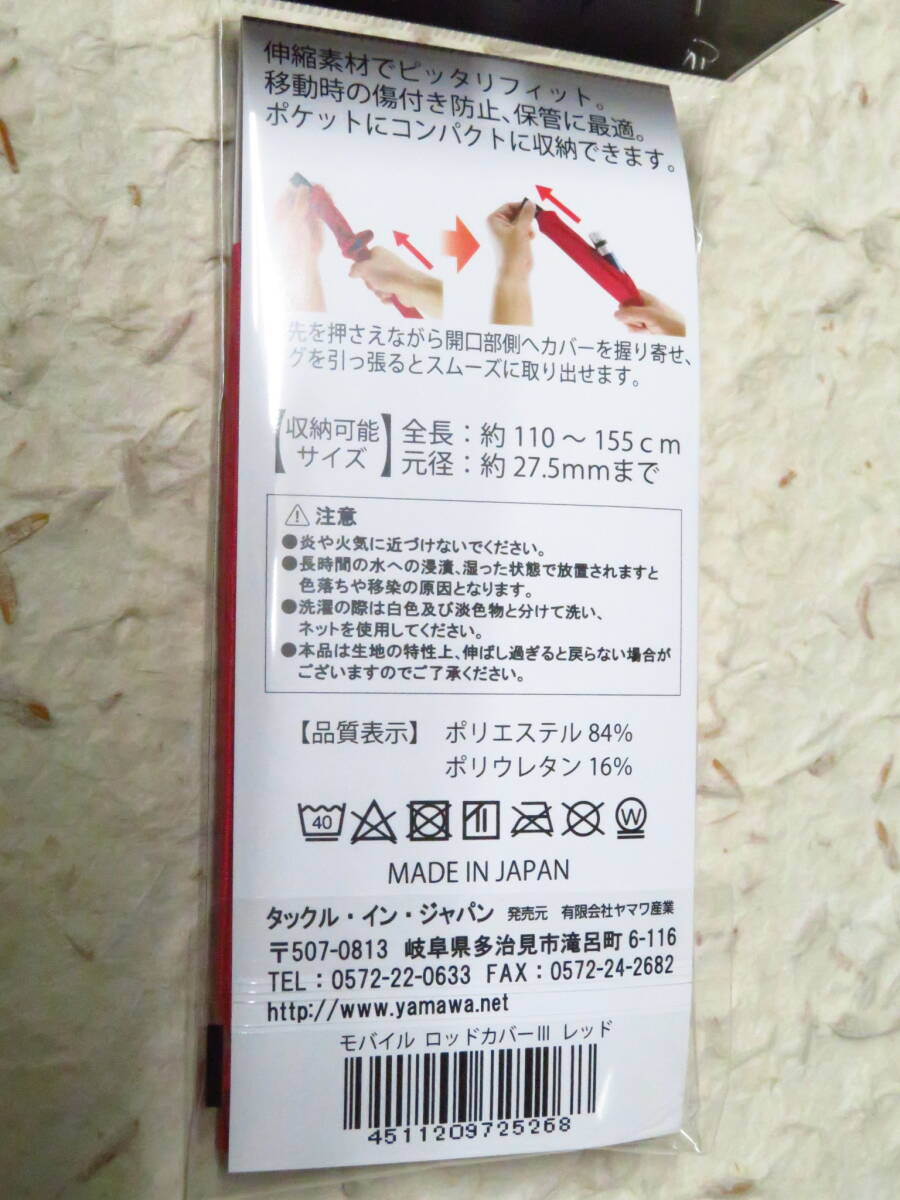 伸縮素材でピッタリフィット。
移動時の傷付き防止、保管に最適。
ポケットにコンパクトに収納できます。
先を押さえながら開口部側へカバーを握り寄せ、
グを引っ張るとスムーズに取り出せます。
【収納可能サイズ】 全長：約 110 ～ 155ｃｍ
元径：約 27.5mmまで
⚠ 注意
●炎や火気に近づけないでください。
●長時間の水への浸漬、湿った状態で放置されますと
色落ちや移染の原因となります。
●洗濯の際は白色及び淡色物と分けて洗い、
ネットを使用してください。
●本品は生地の特性上、伸ばし過ぎると戻らない場合が
ございますのでご了承ください。
【品質表示】 ポリエステル 84%
ポリウレタン 16%
40 W
MADE IN JAPAN
タックル・イン・ジャパン 発売元 有限会社ヤマワ産業
〒507-0813 岐阜県多治見市滝呂町 6-116
TEL：0572-22-0633 FAX：0572-24-2682
http://www.yamawa.net
モバイル ロッドカバーⅢ レッド
4511209725268